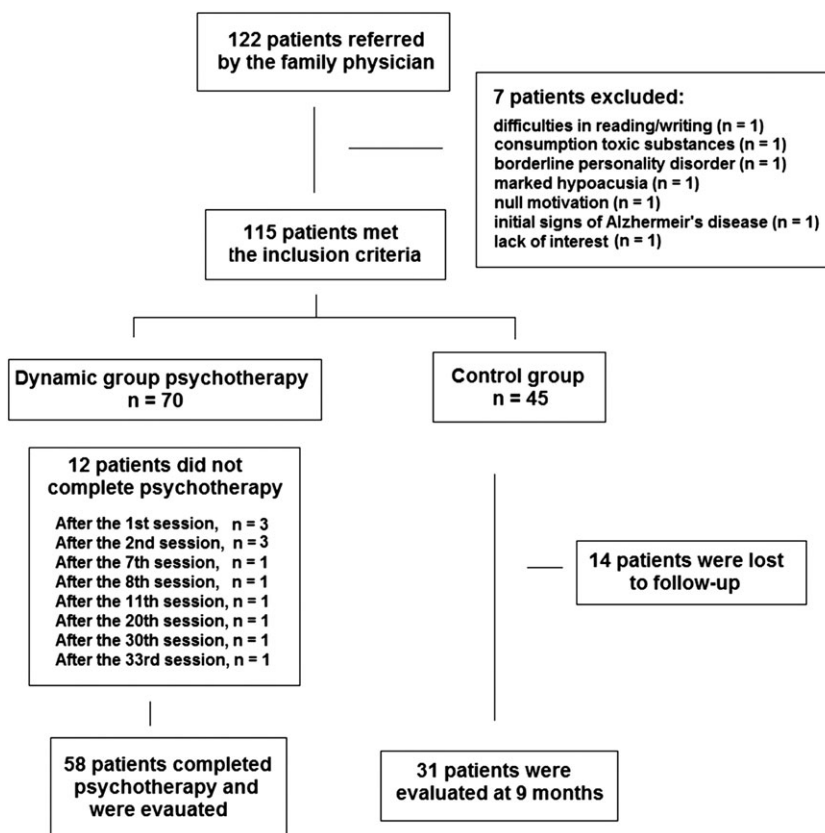 122 patients referred
by the family physician
7 patients excluded:
difficulties in reading/writing (n = 1)
consumption toxic substances (n = 1)
borderline personality disorder (n = 1)
marked hypoacusia (n = 1)
null motivation (n = 1)
initial signs of Alzhermeir's disease (n = 1)
lack of interest (n = 1)
115 patients met
the inclusion criteria
Dynamic group psychotherapy
n = 70
Control group
n = 45
12 patients did not
complete psychotherapy
After the 1st session, n = 3
After the 2nd session, n = 3
After the 7th session, n = 1
After the 8th session, n = 1
After the 11th session, n = 1
After the 20th session, n = 1
After the 30th session, n = 1
After the 33rd session, n = 1
14 patients were lost
to follow-up
58 patients completed
psychotherapy and
were evauated
31 patients were
evaluated at 9 months